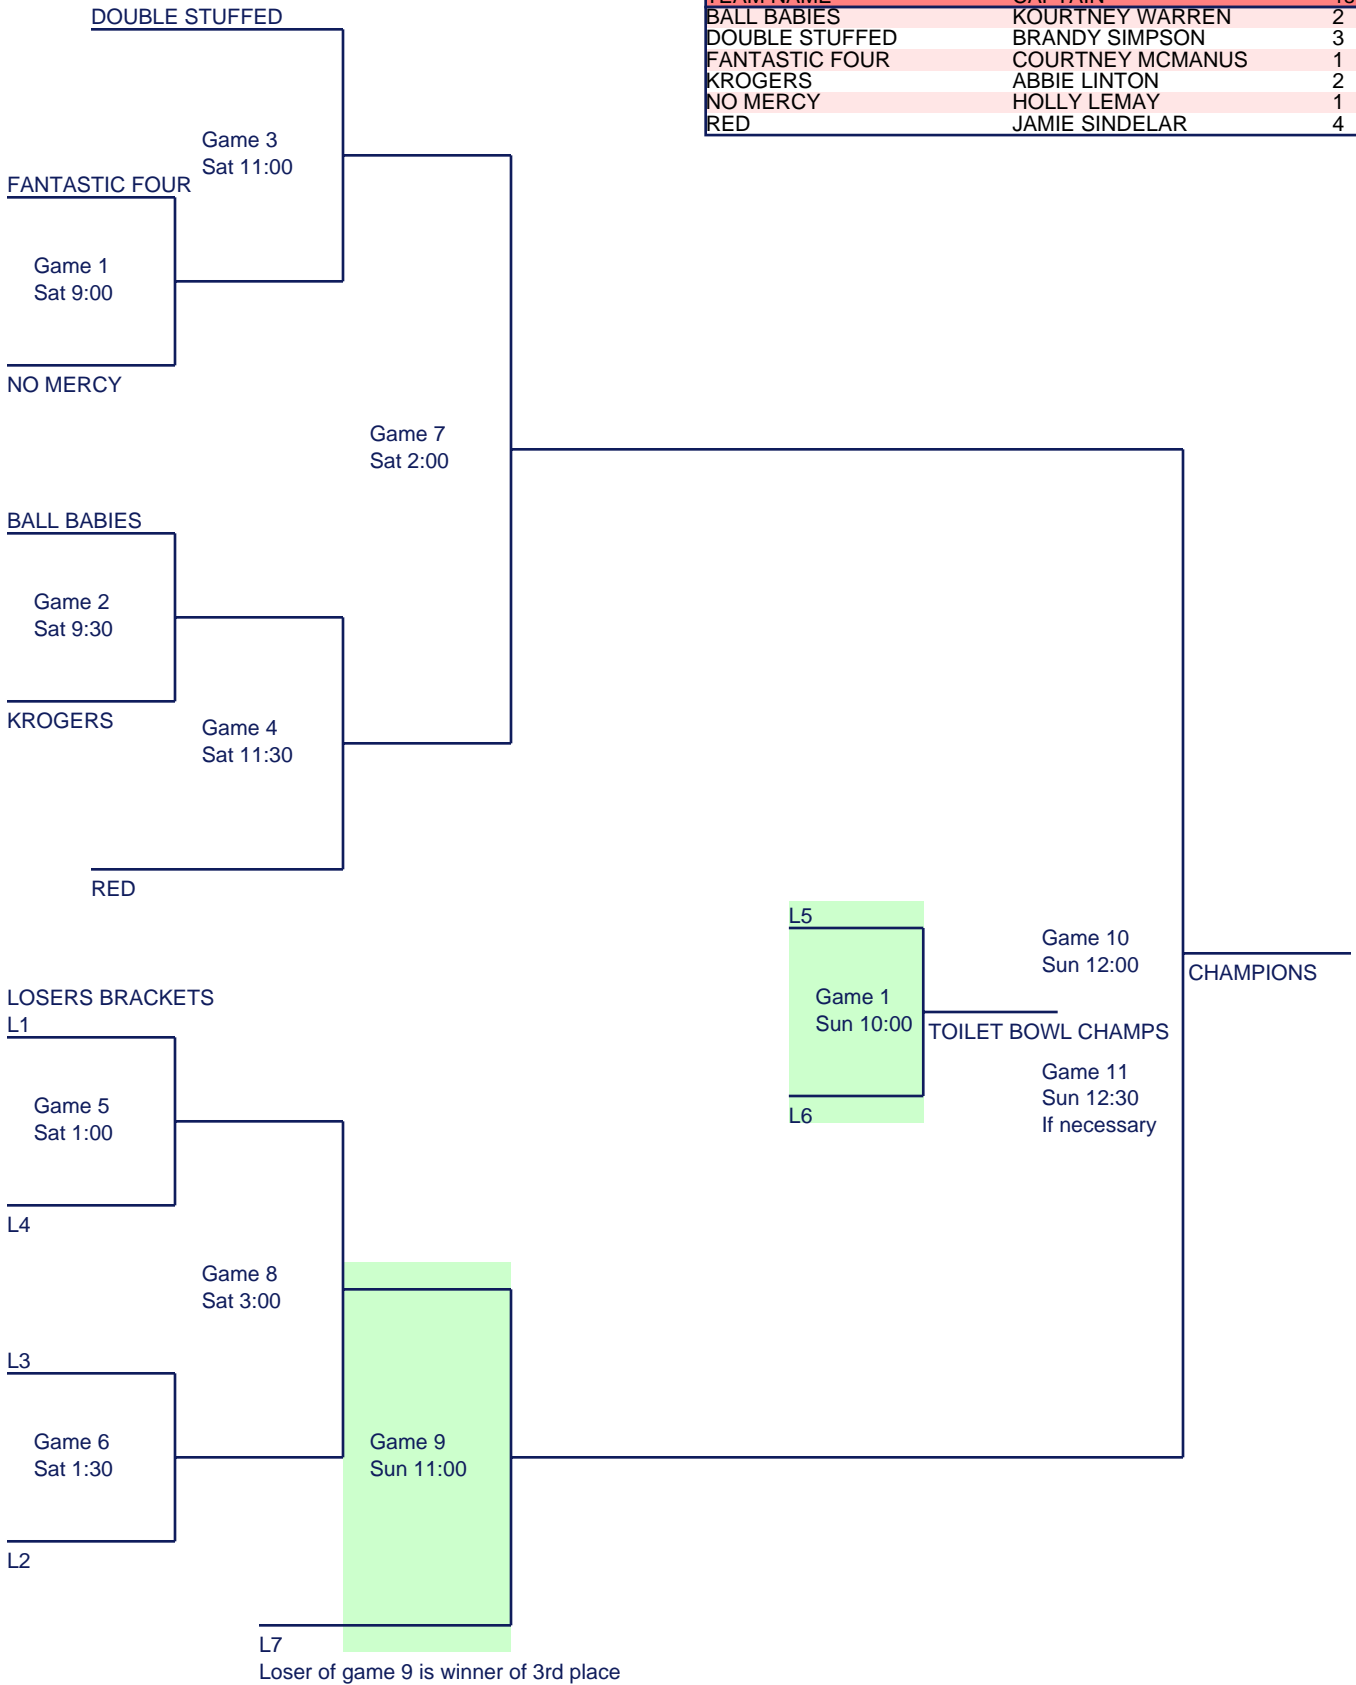 DOUBLE STUFFED
BALL BABIES KOURTNEY WARREN 2
DOUBLE STUFFED BRANDY SIMPSON 3
FANTASTIC FOUR COURTNEY MCMANUS 1
KROGERS ABBIE LINTON 2
NO MERCY HOLLY LEMAY 1
RED JAMIE SINDELAR 4
Game 3
Sat 11:00
FANTASTIC FOUR
Game 1
Sat 9:00
NO MERCY
Game 7
Sat 2:00
BALL BABIES
Game 2
Sat 9:30
KROGERS
Game 4
Sat 11:30
RED
L5
Game 10
Sun 12:00
CHAMPIONS
Game 1
Sun 10:00
TOILET BOWL CHAMPS
Game 11
Sun 12:30
If necessary
L6
LOSERS BRACKETS
L1
Game 5
Sat 1:00
L4
Game 8
Sat 3:00
L3
Game 6
Sat 1:30
Game 9
Sun 11:00
L2
L7
Loser of game 9 is winner of 3rd place